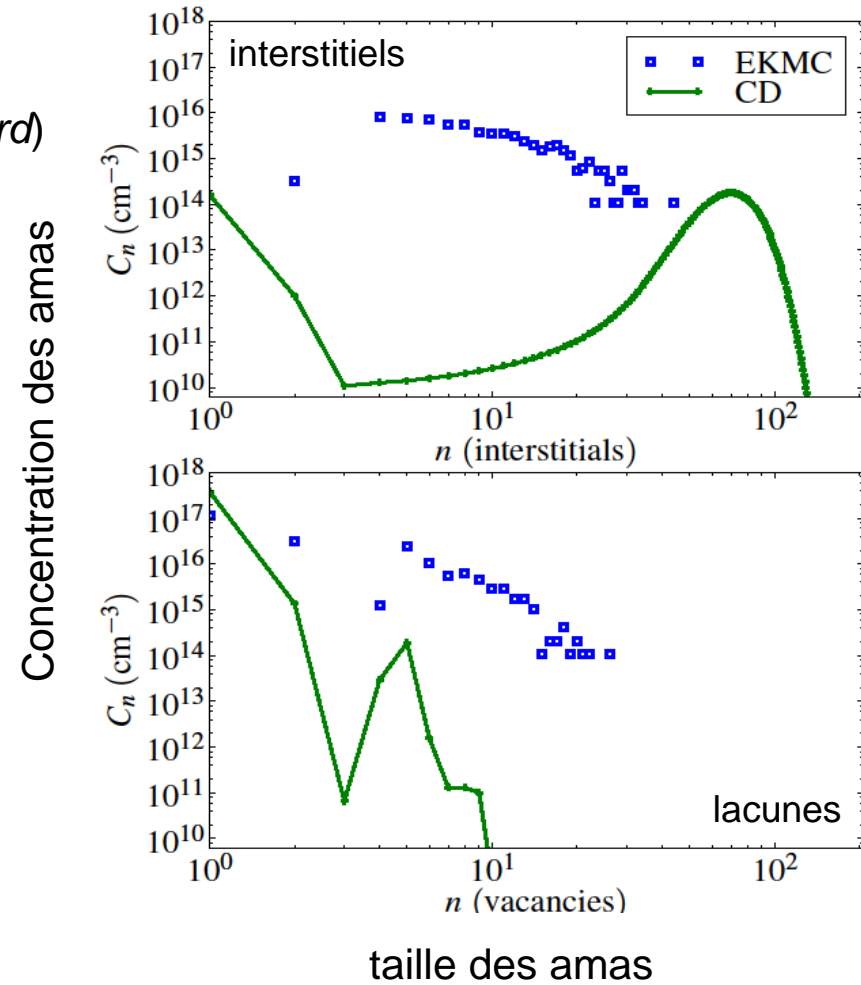 rd)
Concentration des amas
interstitiels
EKMC
CD
10^18
10^17
10^16
10^15
10^14
10^13
10^12
10^11
10^10
C_n (cm^−3)
10^0 10^1 10^2
n (interstitials)
10^18
10^17
10^16
10^15
10^14
10^13
10^12
10^11
10^10
C_n (cm^−3)
lacunes
10^0 10^1 10^2
n (vacancies)
taille des amas